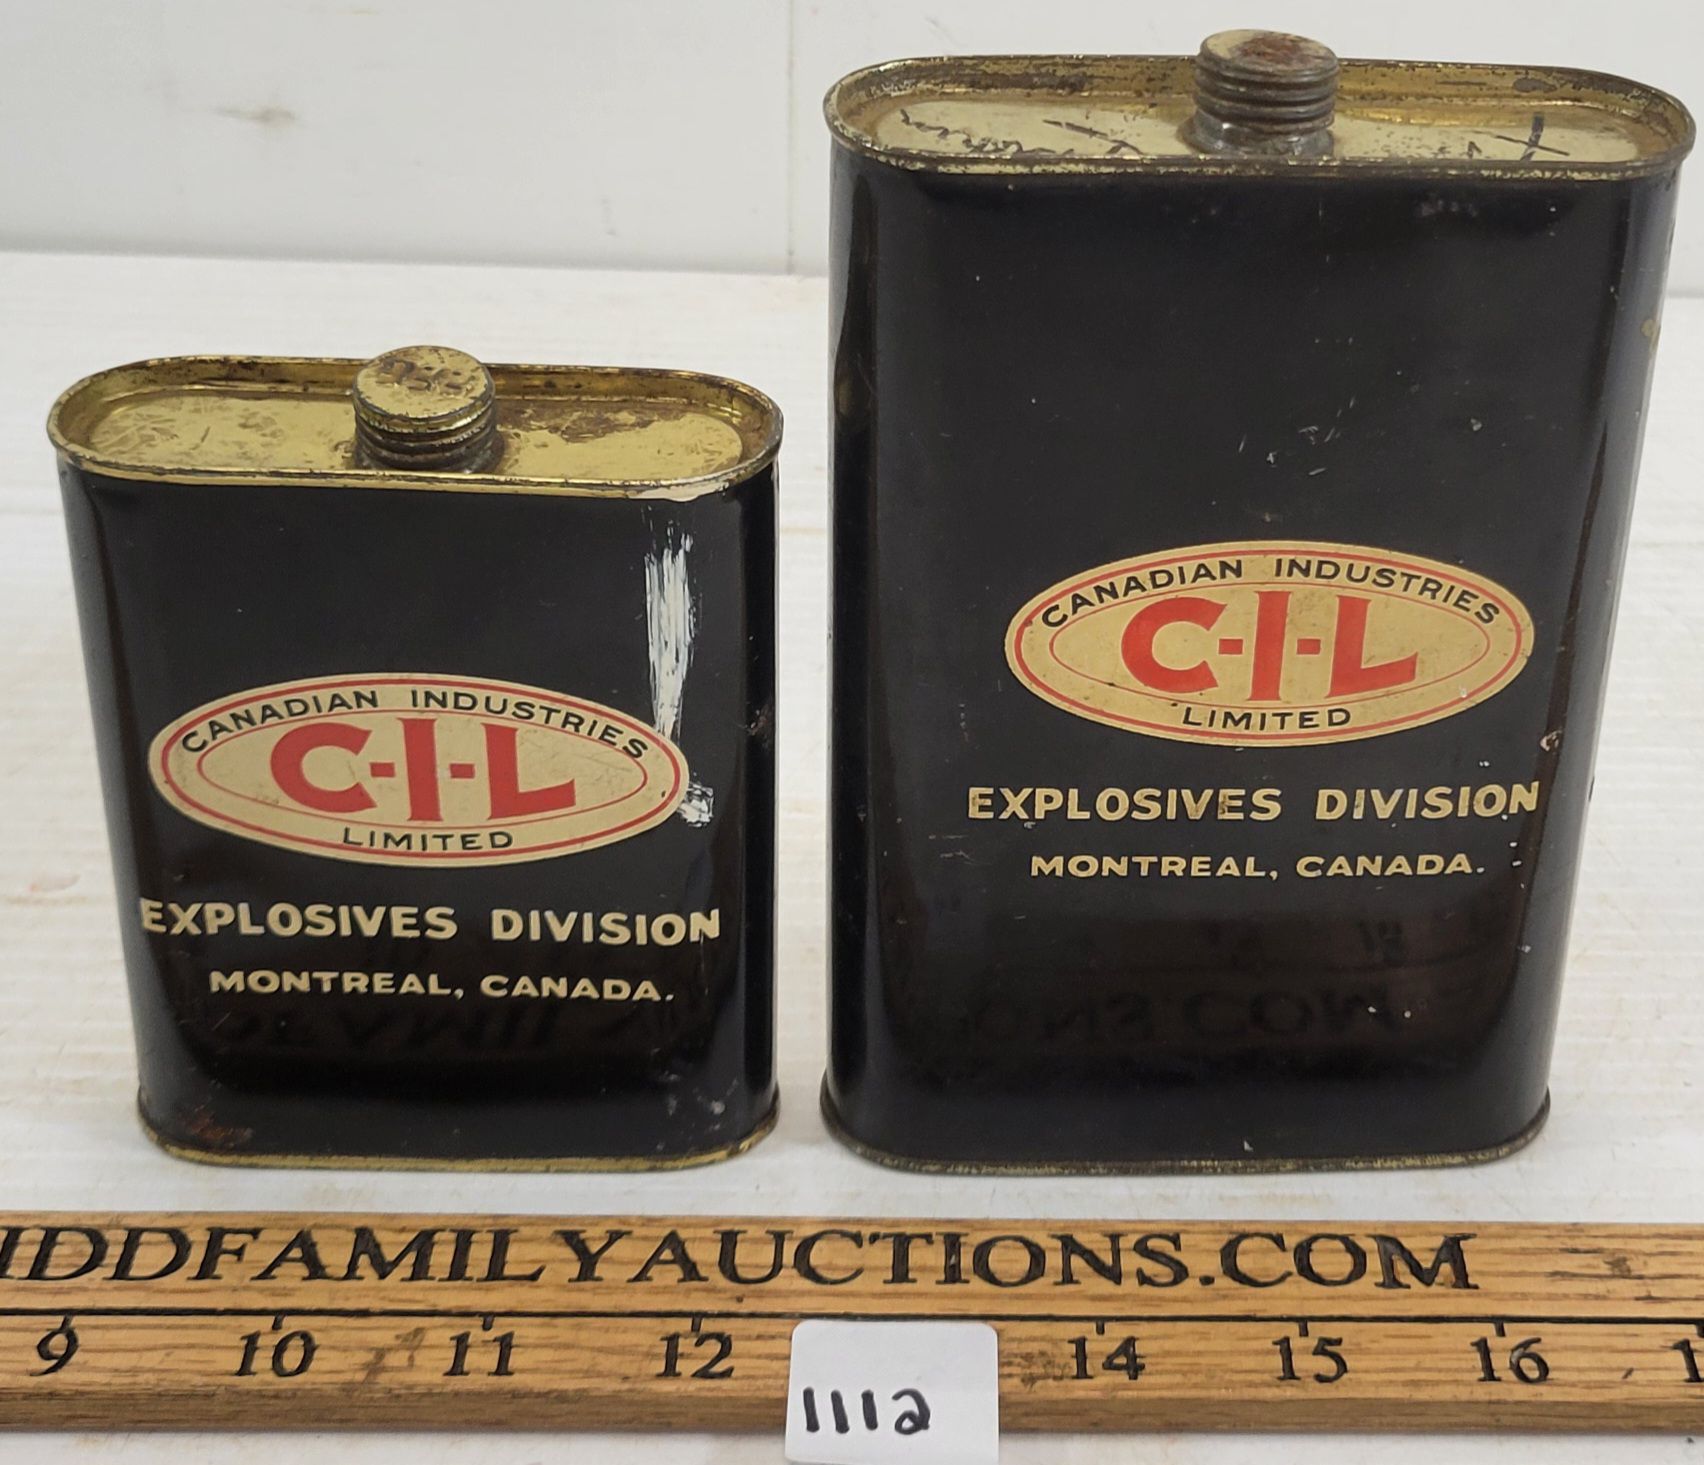 CANADIAN INDUSTRIES
C-I-L
LIMITED
EXPLOSIVES DIVISION
MONTREAL, CANADA.
CANADIAN INDUSTRIES
C-I-L
LIMITED
EXPLOSIVES DIVISION
MONTREAL, CANADA.
IDDFAMILYAUCTIONS.COM
9 10 11 12 14 15 16
1112